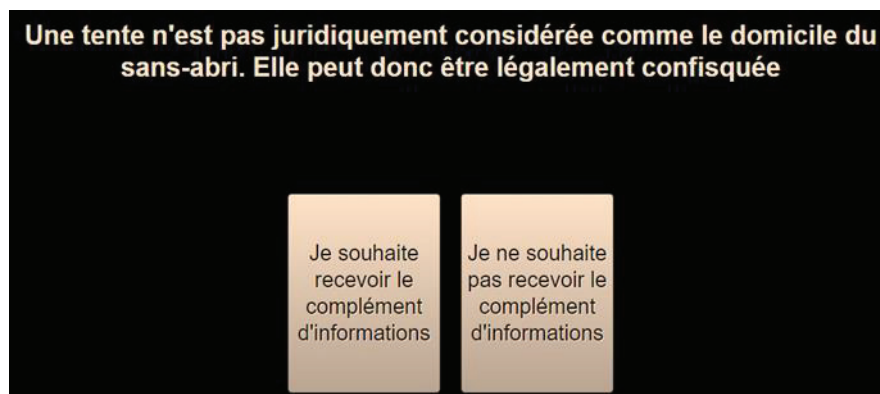 Une tente n'est pas juridiquement considérée comme le domicile du
sans-abri. Elle peut donc être légalement confisquée
Je souhaite
recevoir le
complément
d'informations
Je ne souhaite
pas recevoir le
complément
d'informations